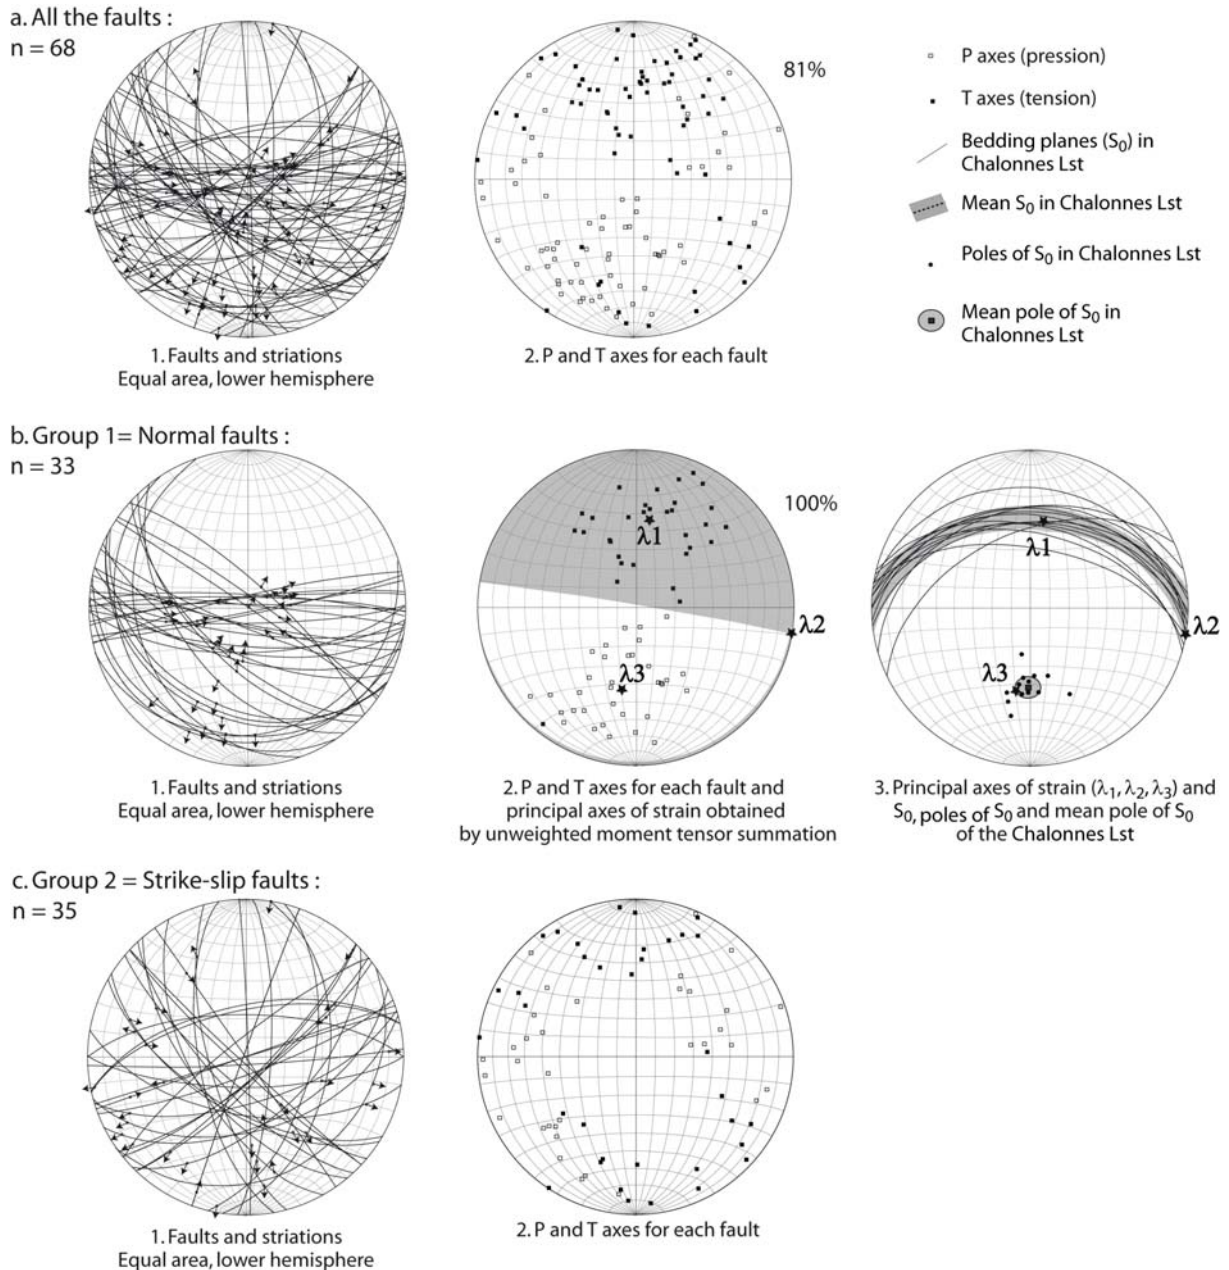 a. All the faults :
n = 68
81%
P axes (pression)
T axes (tension)
Bedding planes (S0) in
Chalonnes Lst
Mean S0 in Chalonnes Lst
Poles of S0 in Chalonnes Lst
Mean pole of S0 in
Chalonnes Lst
1. Faults and striations
Equal area, lower hemisphere
2. P and T axes for each fault
b. Group 1= Normal faults :
n = 33
100%
λ1
λ2
λ3
λ1
λ2
λ3
1. Faults and striations
Equal area, lower hemisphere
2. P and T axes for each fault and
principal axes of strain obtained
by unweighted moment tensor summation
3. Principal axes of strain (λ1, λ2, λ3) and
S0, poles of S0 and mean pole of S0
of the Chalonnes Lst
c. Group 2 = Strike-slip faults :
n = 35
1. Faults and striations
Equal area, lower hemisphere
2. P and T axes for each fault